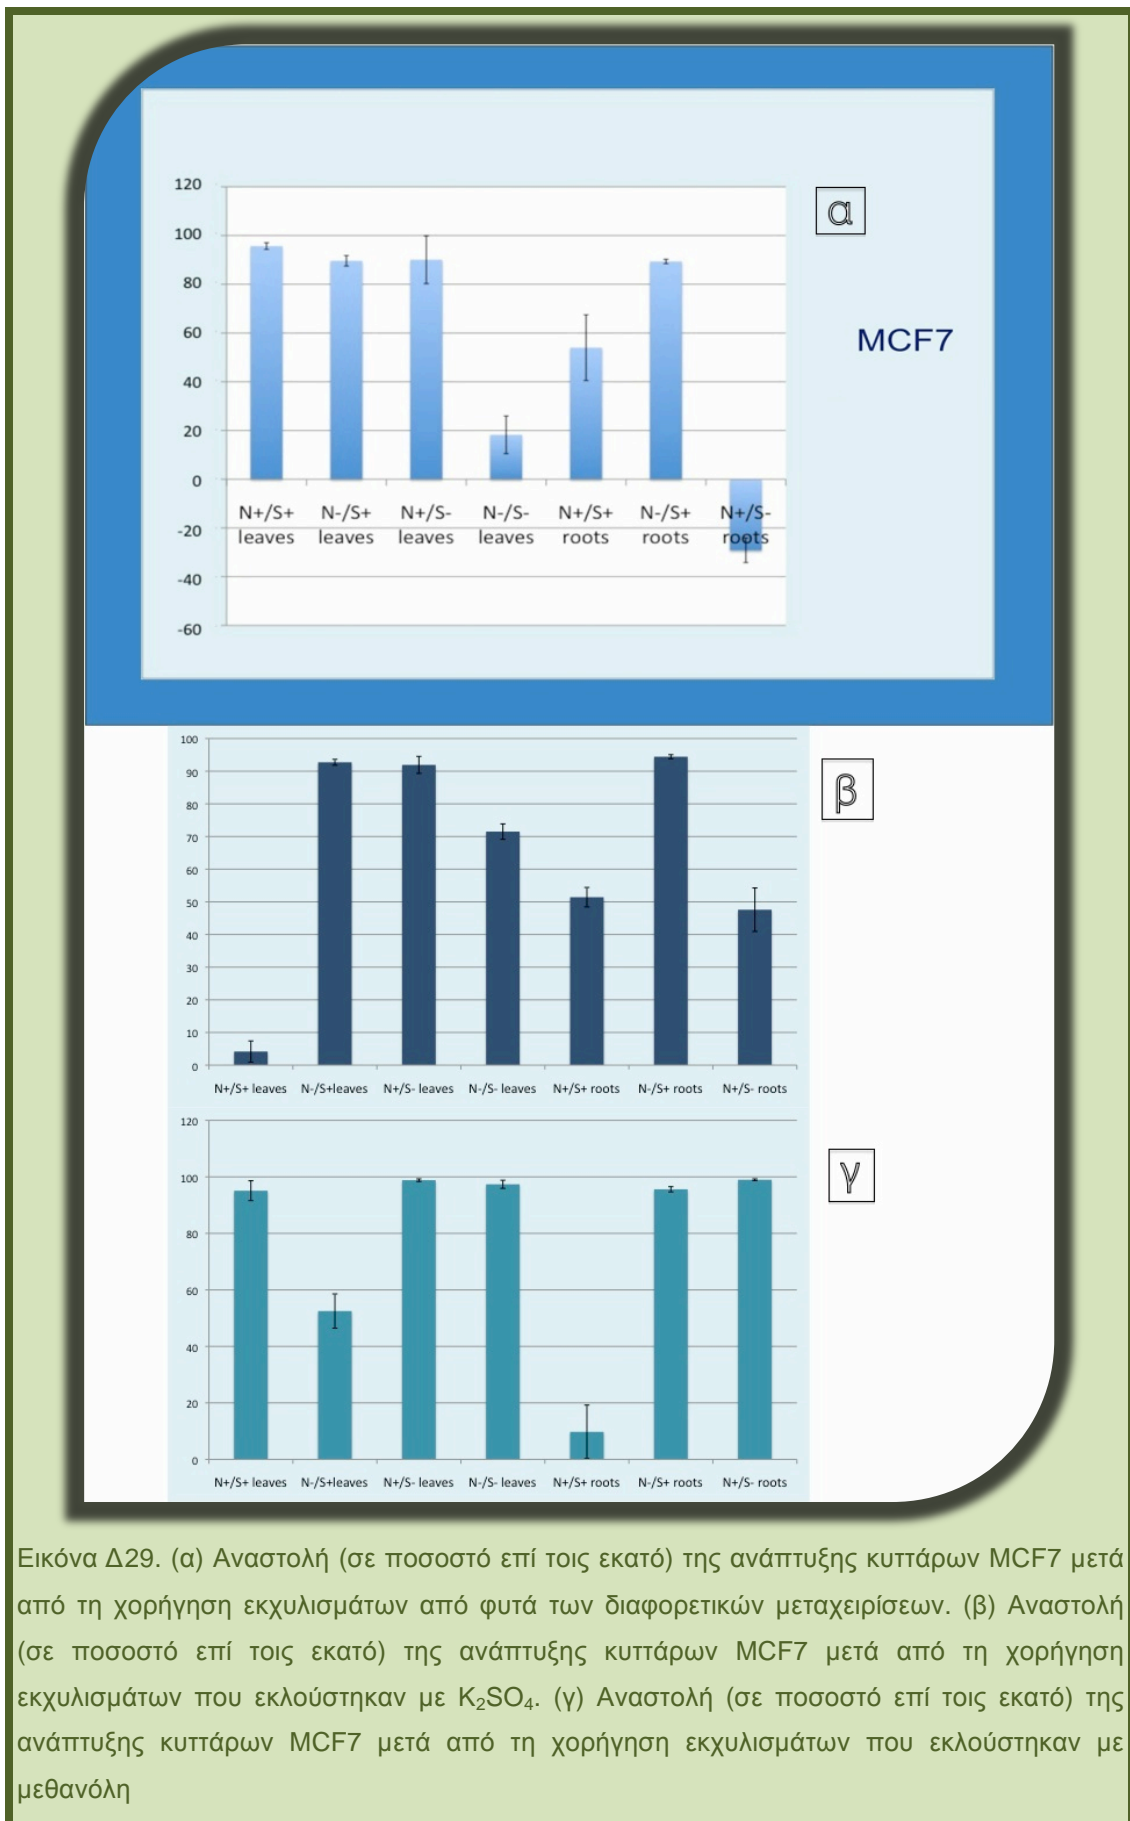 120
100
80
60
40
20
0
-20
-40
-60
N+/S+ leaves N-/S+ leaves N+/S- leaves N-/S- leaves N+/S+ roots N-/S+ roots N+/S- roots
α
MCF7
100
90
80
70
60
50
40
30
20
10
0
N+/S+ leaves N-/S+leaves N+/S- leaves N-/S- leaves N+/S+ roots N-/S+ roots N+/S- roots
β
120
100
80
60
40
20
0
N+/S+ leaves N-/S+leaves N+/S- leaves N-/S- leaves N+/S+ roots N-/S+ roots N+/S- roots
γ
Εικόνα Δ29. (α) Αναστολή (σε ποσοστό επί τοις εκατό) της ανάπτυξης κυττάρων MCF7 μετά
από τη χορήγηση εκχυλισμάτων από φυτά των διαφορετικών μεταχειρίσεων. (β) Αναστολή
(σε ποσοστό επί τοις εκατό) της ανάπτυξης κυττάρων MCF7 μετά από τη χορήγηση
εκχυλισμάτων που εκλούστηκαν με K₂SO₄. (γ) Αναστολή (σε ποσοστό επί τοις εκατό) της
ανάπτυξης κυττάρων MCF7 μετά από τη χορήγηση εκχυλισμάτων που εκλούστηκαν με
μεθανόλη